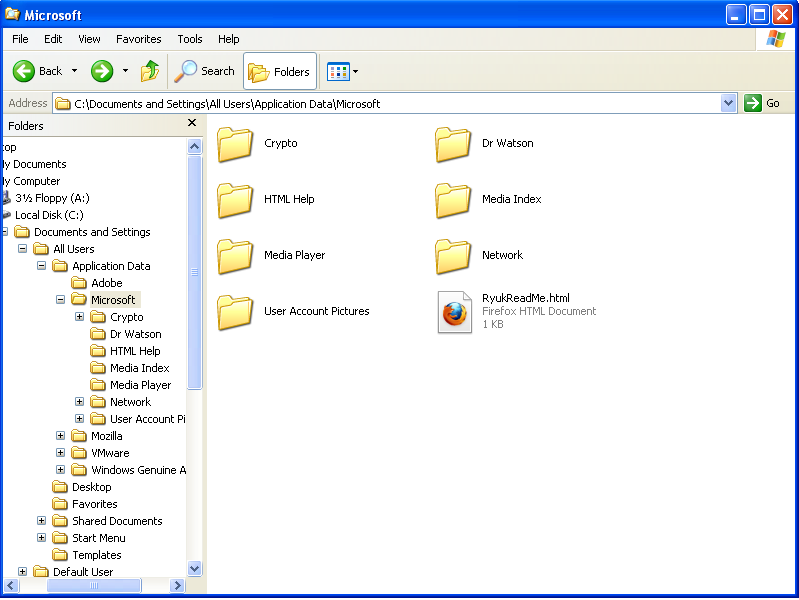 Microsoft
File Edit View Favorites Tools Help
Back Search Folders
Address C:\Documents and Settings\All Users\Application Data\Microsoft Go
Folders
top
My Documents
My Computer
3½ Floppy (A:)
Local Disk (C:)
Documents and Settings
All Users
Application Data
Adobe
Microsoft
Crypto
Dr Watson
HTML Help
Media Index
Media Player
Network
User Account Pi
Mozilla
VMware
Windows Genuine A
Desktop
Favorites
Shared Documents
Start Menu
Templates
Default User
Crypto Dr Watson
HTML Help Media Index
Media Player Network
User Account Pictures
RyukReadMe.html
Firefox HTML Document
1 KB